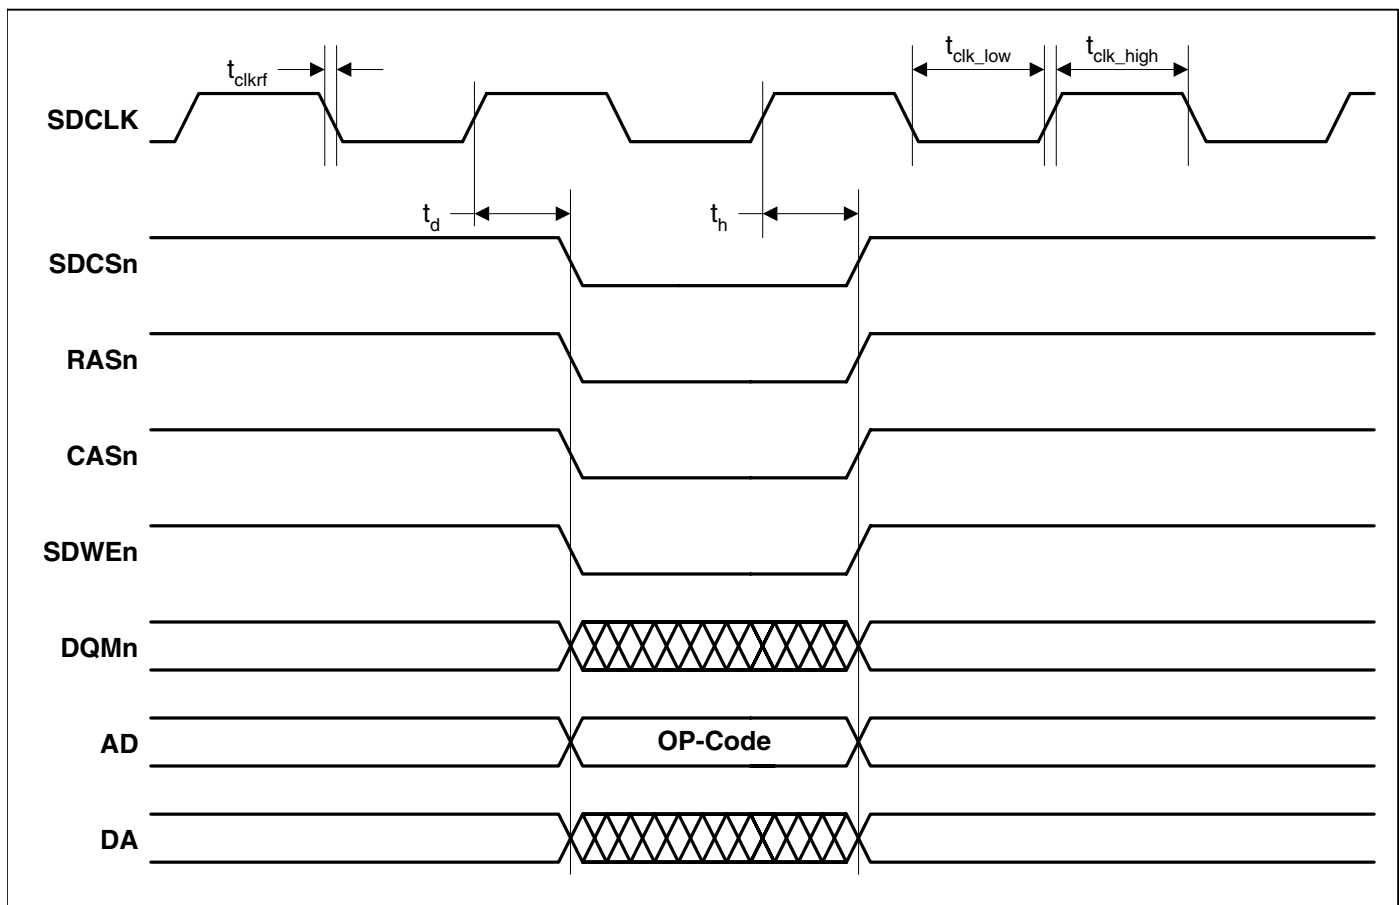 t_clkrf
t_clk_low
t_clk_high
SDCLK
t_d
t_h
SDCSn
RASn
CASn
SDWEn
DQMn
AD
OP-Code
DA